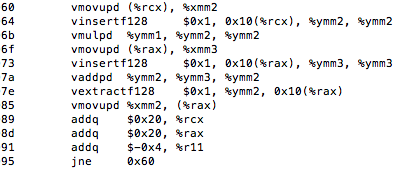 60 vmovupd (%rcx), %xmm2
64 vinsertf128 $0x1, 0x10(%rcx), %ymm2, %ymm2
6b vmulpd %ymm1, %ymm2, %ymm2
6f vmovupd (%rax), %xmm3
73 vinsertf128 $0x1, 0x10(%rax), %ymm3, %ymm3
7a vaddpd %ymm2, %ymm3, %ymm2
7e vextractf128 $0x1, %ymm2, 0x10(%rax)
85 vmovupd %xmm2, (%rax)
89 addq $0x20, %rcx
8d addq $0x20, %rax
91 addq $-0x4, %r11
95 jne 0x60